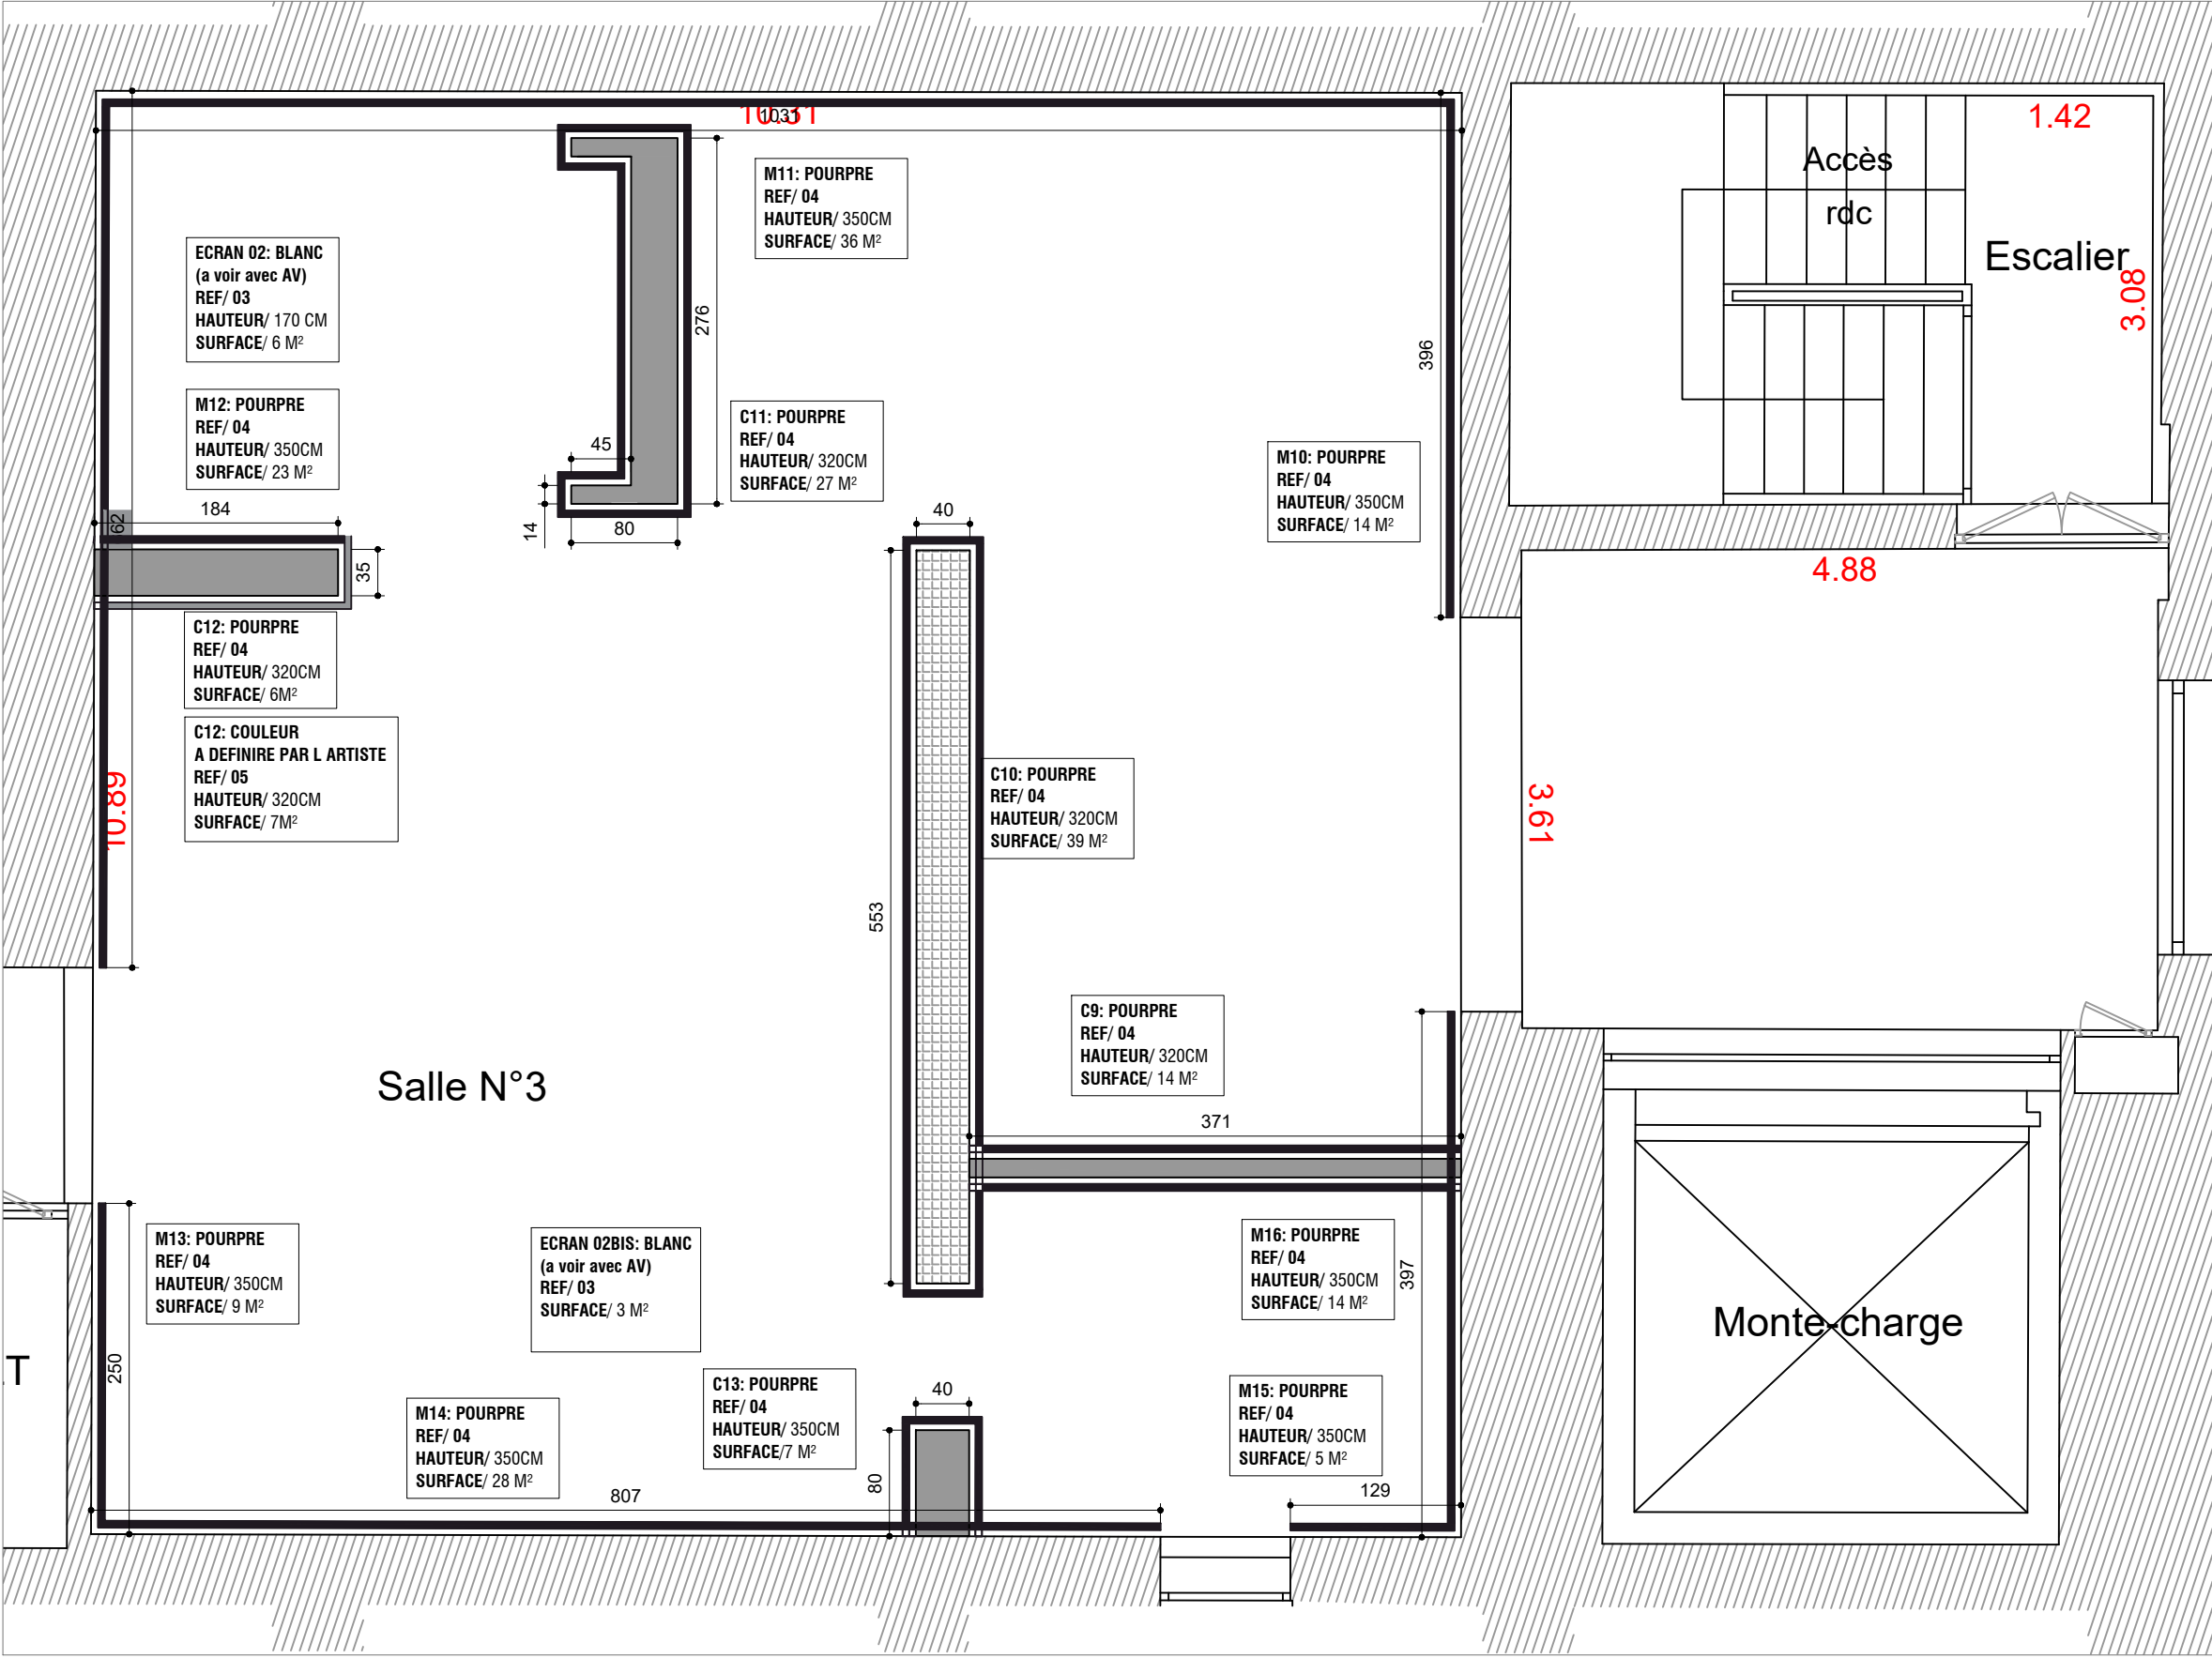 10.31
1031
1.42
Accès
rdc
Escalier
3.08
M11: POURPRE
REF/ 04
HAUTEUR/ 350CM
SURFACE/ 36 M²
ECRAN 02: BLANC
(a voir avec AV)
REF/ 03
HAUTEUR/ 170 CM
SURFACE/ 6 M²
276
396
M12: POURPRE
REF/ 04
HAUTEUR/ 350CM
SURFACE/ 23 M²
C11: POURPRE
REF/ 04
HAUTEUR/ 320CM
SURFACE/ 27 M²
45
M10: POURPRE
REF/ 04
HAUTEUR/ 350CM
SURFACE/ 14 M²
184
14
80
40
35
4.88
C12: POURPRE
REF/ 04
HAUTEUR/ 320CM
SURFACE/ 6M²
C12: COULEUR
A DEFINIRE PAR L ARTISTE
REF/ 05
HAUTEUR/ 320CM
SURFACE/ 7M²
10.89
C10: POURPRE
REF/ 04
HAUTEUR/ 320CM
SURFACE/ 39 M²
3.61
553
C9: POURPRE
REF/ 04
HAUTEUR/ 320CM
SURFACE/ 14 M²
Salle N°3
371
M13: POURPRE
REF/ 04
HAUTEUR/ 350CM
SURFACE/ 9 M²
ECRAN 02BIS: BLANC
(a voir avec AV)
REF/ 03
SURFACE/ 3 M²
M16: POURPRE
REF/ 04
HAUTEUR/ 350CM
SURFACE/ 14 M²
397
Monte-charge
T
250
M14: POURPRE
REF/ 04
HAUTEUR/ 350CM
SURFACE/ 28 M²
C13: POURPRE
REF/ 04
HAUTEUR/ 350CM
SURFACE/7 M²
40
80
M15: POURPRE
REF/ 04
HAUTEUR/ 350CM
SURFACE/ 5 M²
807
129